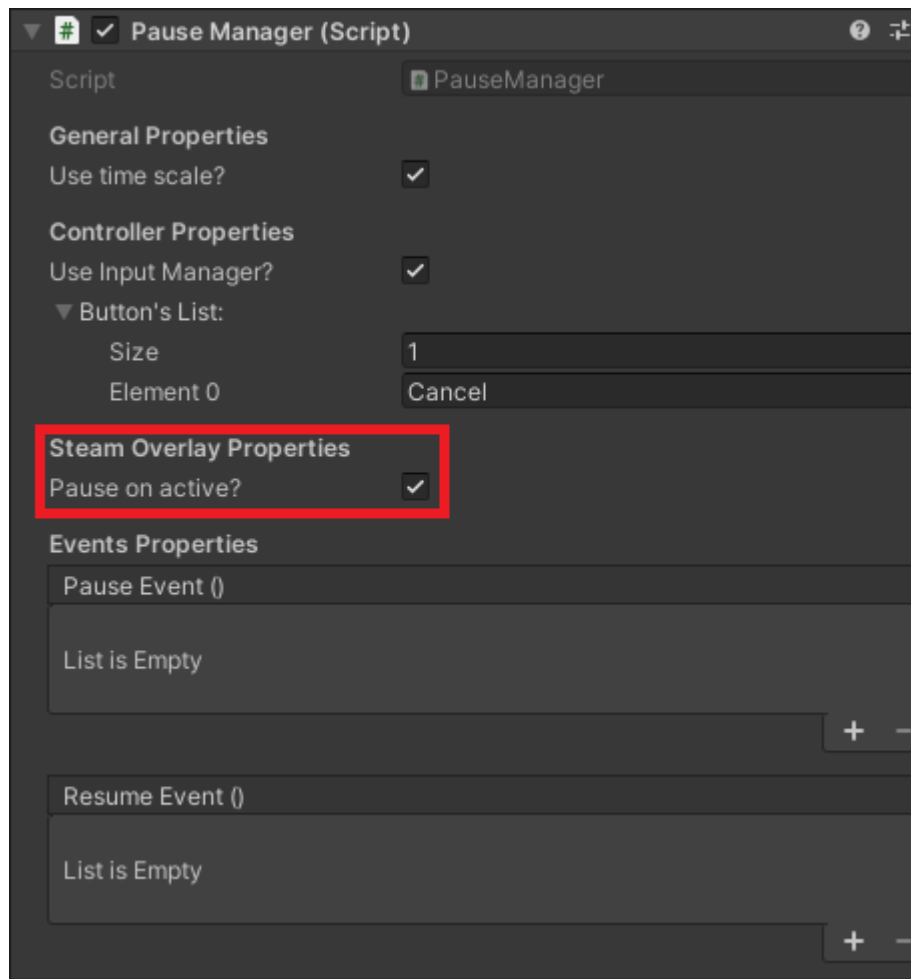 Pause Manager (Script)
Script PauseManager
General Properties
Use time scale?
Controller Properties
Use Input Manager?
Button's List:
Size 1
Element 0 Cancel
Steam Overlay Properties
Pause on active?
Events Properties
Pause Event ()
List is Empty
Resume Event ()
List is Empty